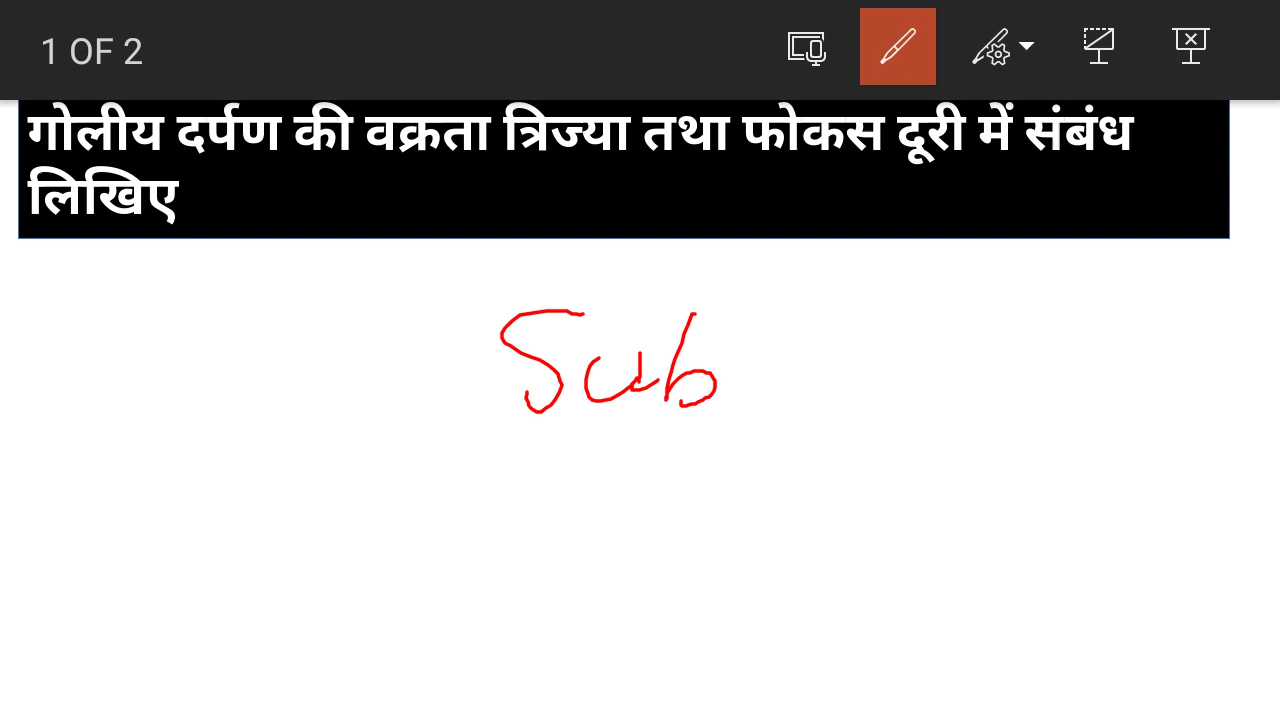 1 OF 2
गोलीय दर्पण की वक्रता त्रिज्या तथा फोकस दूरी में संबंध
लिखिए
Sub